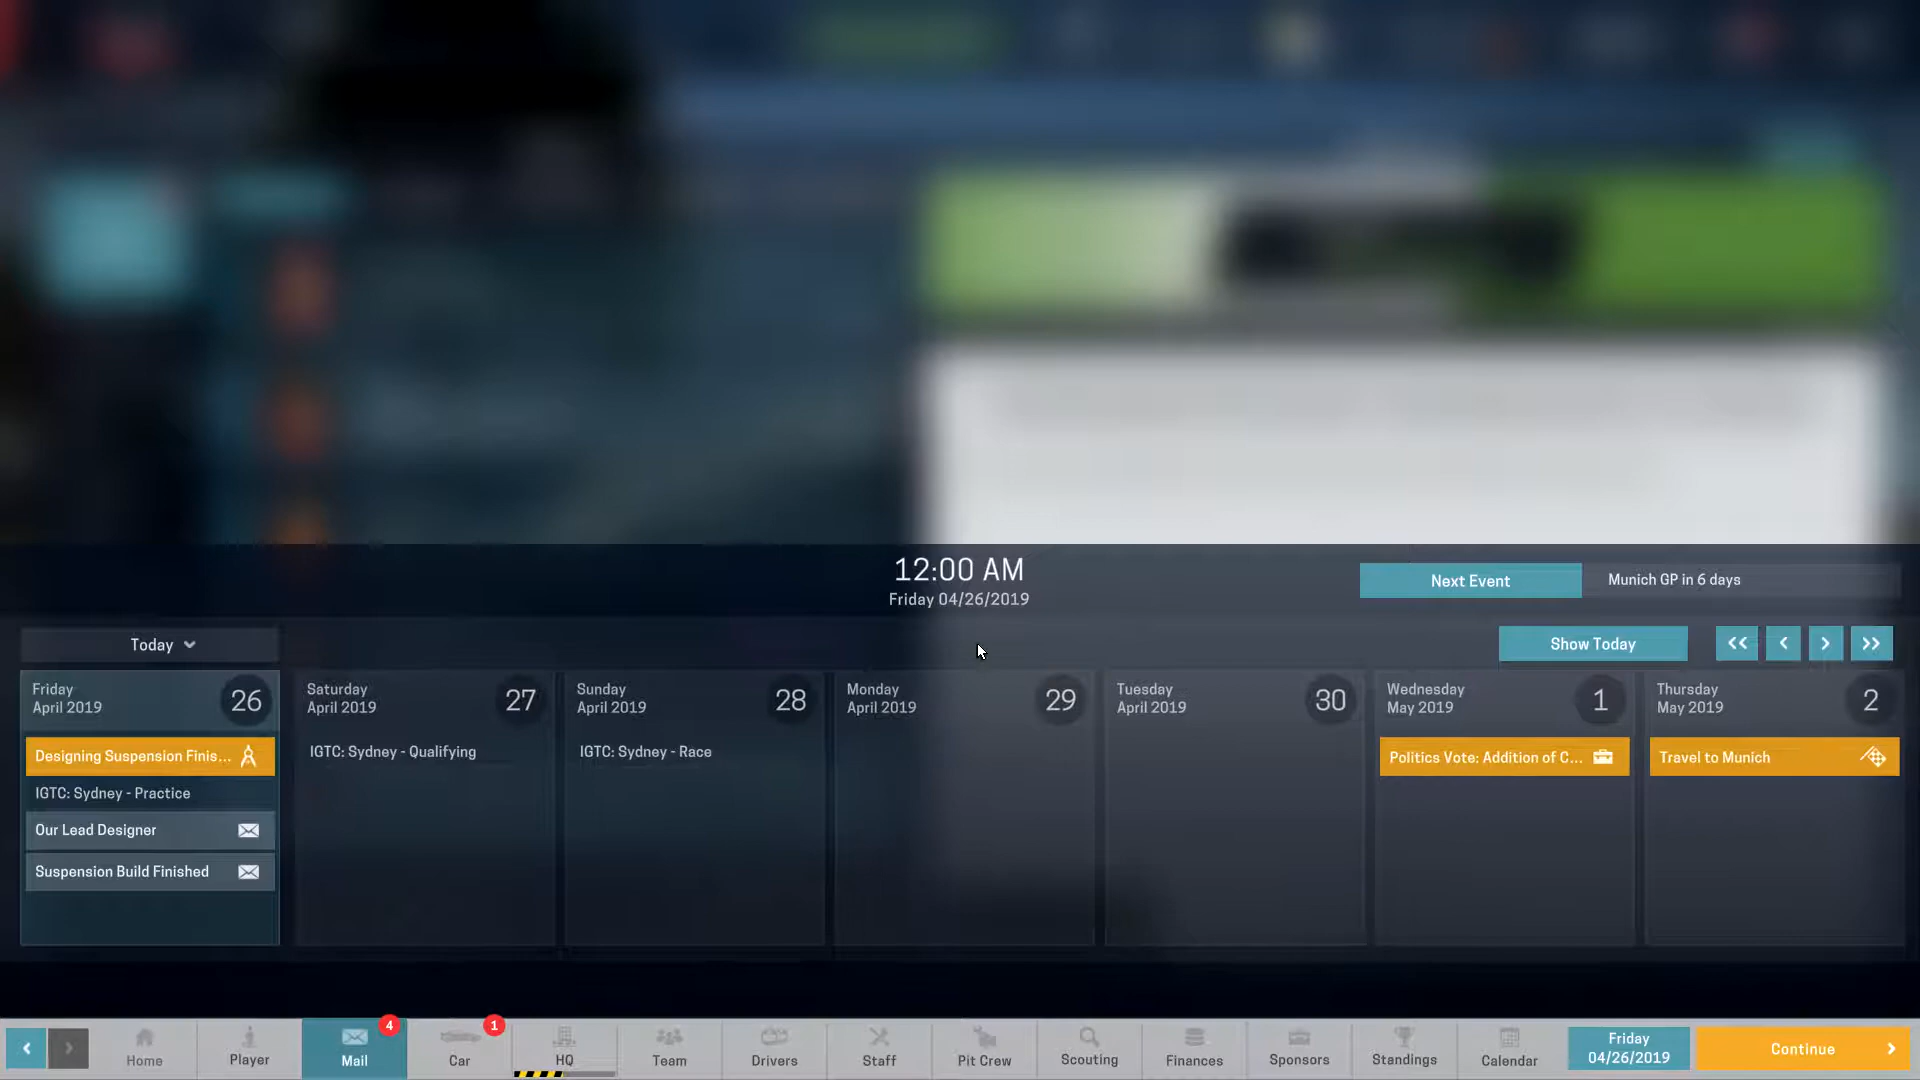 12:00 AM
Friday 04/26/2019
Next Event
Munich GP in 6 days
Today
Show Today
<<
<
>
>>
Friday
April 2019
26
Designing Suspension Finis...
IGTC: Sydney - Practice
Our Lead Designer
Suspension Build Finished
Saturday
April 2019
27
IGTC: Sydney - Qualifying
Sunday
April 2019
28
IGTC: Sydney - Race
Monday
April 2019
29
Tuesday
April 2019
30
Wednesday
May 2019
1
Politics Vote: Addition of C...
Thursday
May 2019
2
Travel to Munich
Home
Player
4
Mail
1
Car
HQ
Team
Drivers
Staff
Pit Crew
Scouting
Finances
Sponsors
Standings
Calendar
Friday
04/26/2019
Continue